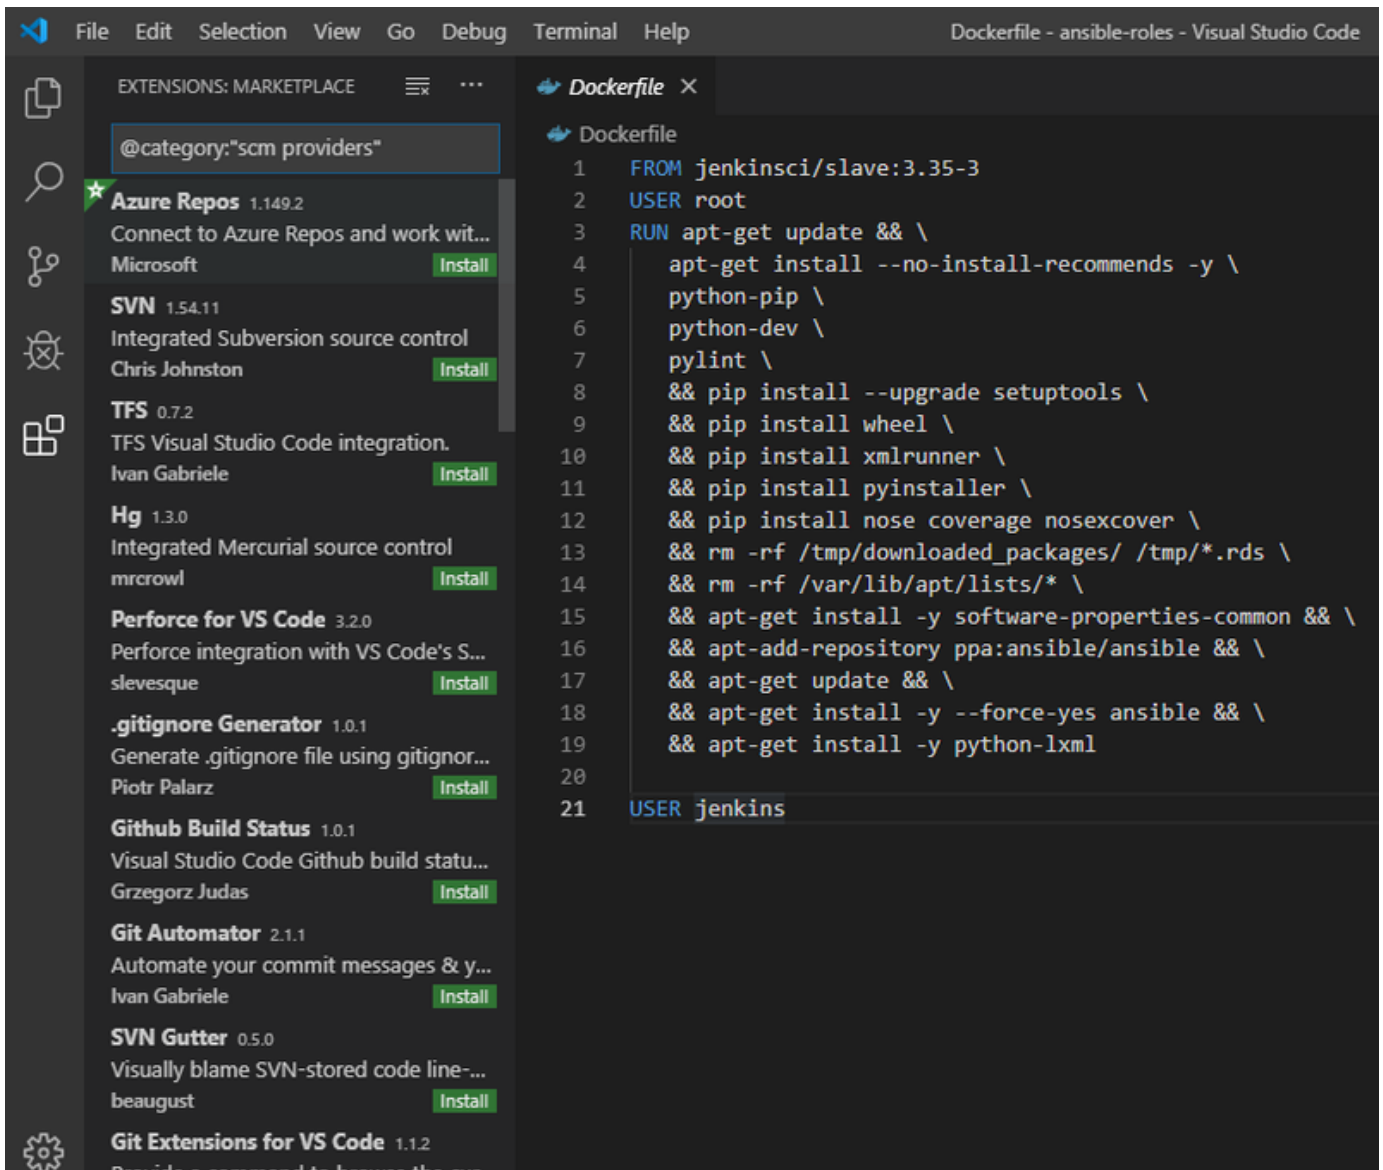 File Edit Selection View Go Debug Terminal Help Dockerfile - ansible-roles - Visual Studio Code
EXTENSIONS: MARKETPLACE
@category:"scm providers"
Azure Repos 1.149.2
Connect to Azure Repos and work wit...
Microsoft Install
SVN 1.54.11
Integrated Subversion source control
Chris Johnston Install
TFS 0.7.2
TFS Visual Studio Code integration.
Ivan Gabriele Install
Hg 1.3.0
Integrated Mercurial source control
mrcrowl Install
Perforce for VS Code 3.2.0
Perforce integration with VS Code's S...
slevesque Install
.gitignore Generator 1.0.1
Generate .gitignore file using gitignor...
Piotr Palarz Install
Github Build Status 1.0.1
Visual Studio Code Github build statu...
Grzegorz Judas Install
Git Automator 2.1.1
Automate your commit messages & y...
Ivan Gabriele Install
SVN Gutter 0.5.0
Visually blame SVN-stored code line-...
beaugust Install
Git Extensions for VS Code 1.1.2
Dockerfile
Dockerfile
1 FROM jenkinsci/slave:3.35-3
2 USER root
3 RUN apt-get update && \
4 apt-get install --no-install-recommends -y \
5 python-pip \
6 python-dev \
7 pylint \
8 && pip install --upgrade setuptools \
9 && pip install wheel \
10 && pip install xmlrunner \
11 && pip install pyinstaller \
12 && pip install nose coverage nosexcover \
13 && rm -rf /tmp/downloaded_packages/ /tmp/*.rds \
14 && rm -rf /var/lib/apt/lists/* \
15 && apt-get install -y software-properties-common && \
16 && apt-add-repository ppa:ansible/ansible && \
17 && apt-get update && \
18 && apt-get install -y --force-yes ansible && \
19 && apt-get install -y python-lxml
20
21 USER jenkins